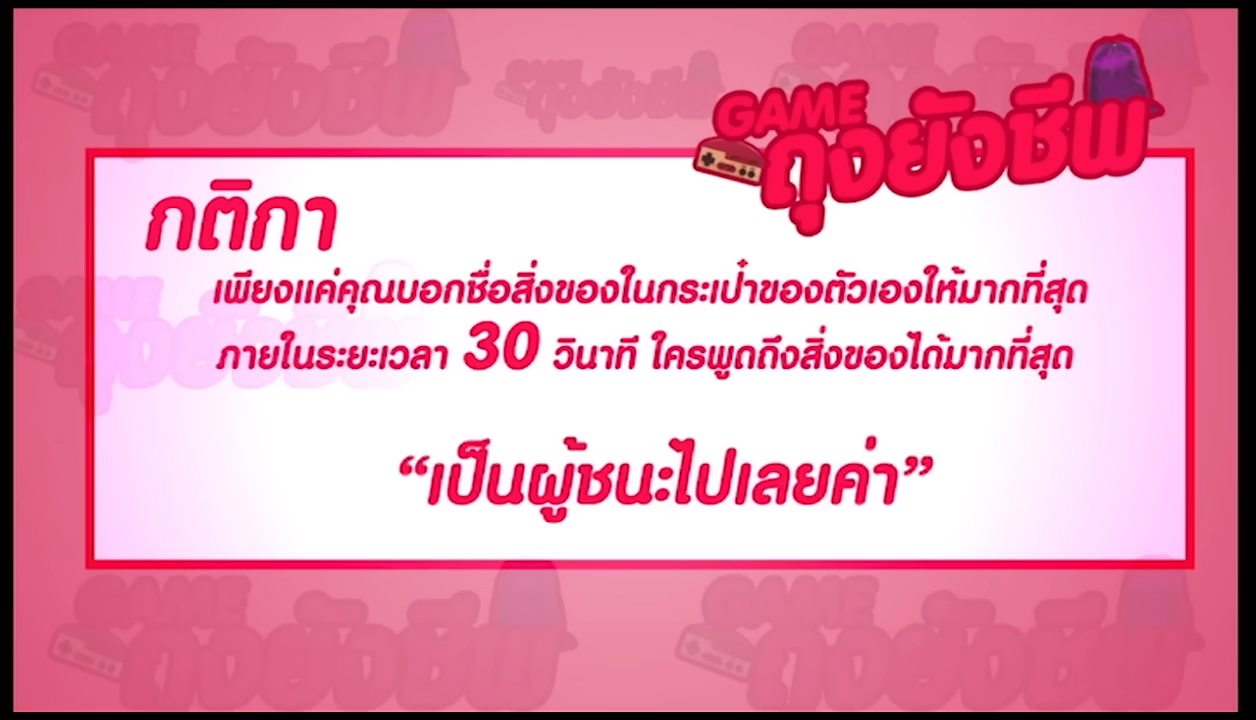 GAME
ถุงยังชีพ
กติกา
เพียงแค่คุณบอกชื่อสิ่งของในกระเป๋าของตัวเองให้มากที่สุด
ภายในระยะเวลา 30 วินาที ใครพูดถึงสิ่งของได้มากที่สุด
“เป็นผู้ชนะไปเลยค่า”